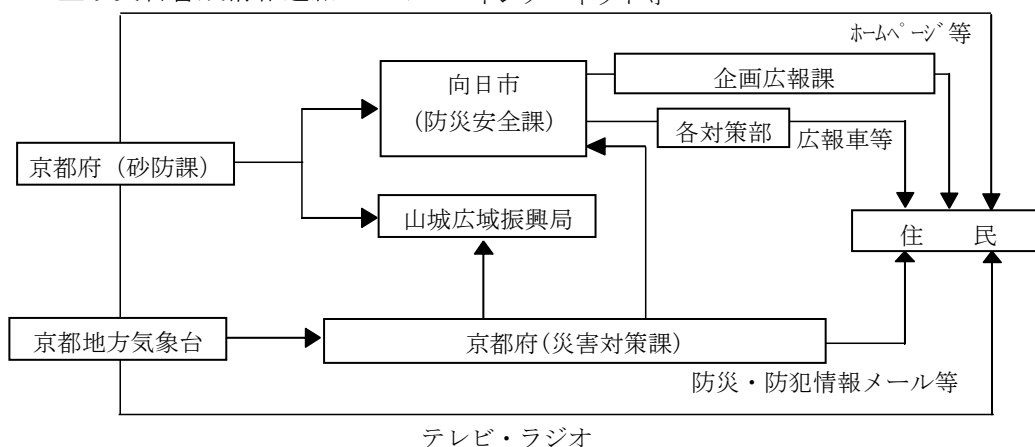 ホームページ等
向日市
(防災安全課)
企画広報課
各対策部
広報車等
京都府（砂防課）
山城広域振興局
住　民
京都地方気象台
京都府(災害対策課)
防災・防犯情報メール等
テレビ・ラジオ